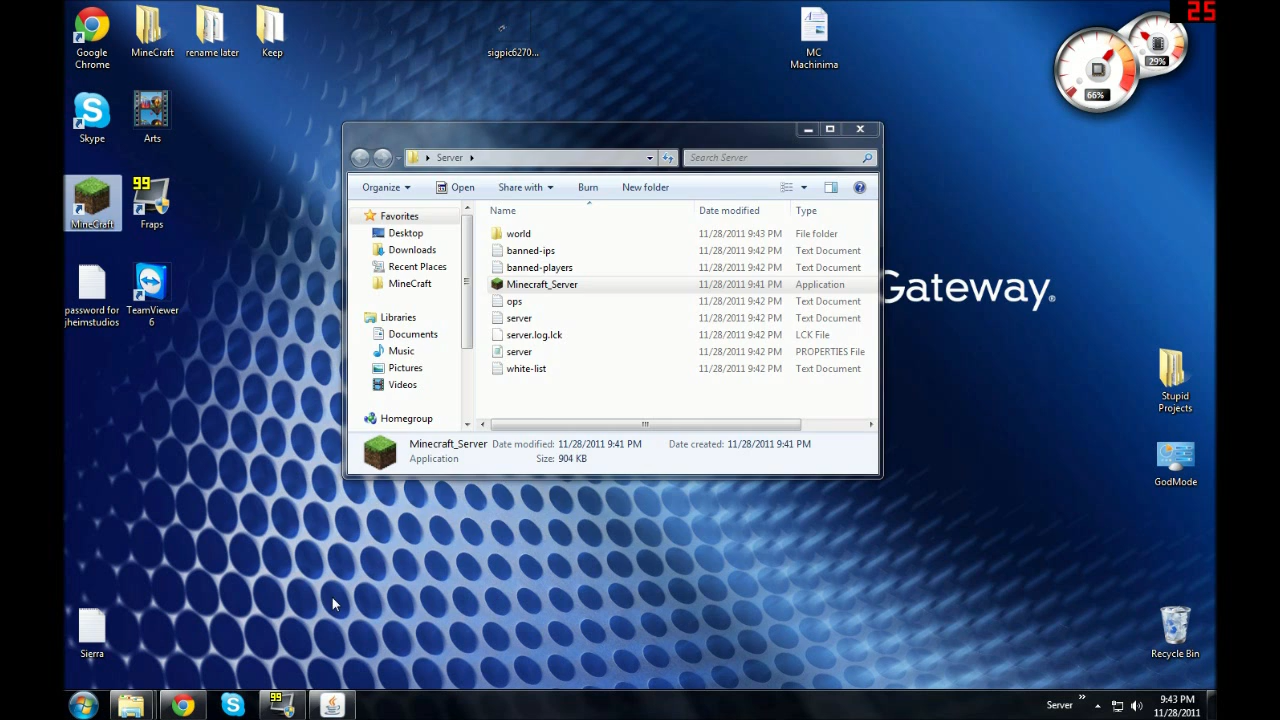 25
Google Chrome
MineCraft
rename later
Keep
sigpic6270...
MC Machinima
29%
66%
Skype
Arts
MineCraft
99
Fraps
password for jheimstudios
TeamViewer 6
Sierra
Server
Search Server
Organize
Open
Share with
Burn
New folder
Favorites
Desktop
Downloads
Recent Places
MineCraft
Libraries
Documents
Music
Pictures
Videos
Homegroup
Name Date modified Type
world 11/28/2011 9:43 PM File folder
banned-ips 11/28/2011 9:42 PM Text Document
banned-players 11/28/2011 9:42 PM Text Document
Minecraft_Server 11/28/2011 9:41 PM Application
ops 11/28/2011 9:42 PM Text Document
server 11/28/2011 9:42 PM Text Document
server.log.lck 11/28/2011 9:42 PM LCK File
server 11/28/2011 9:42 PM PROPERTIES File
white-list 11/28/2011 9:42 PM Text Document
Minecraft_Server Date modified: 11/28/2011 9:41 PM Date created: 11/28/2011 9:41 PM
Application Size: 904 KB
Gateway
Stupid Projects
GodMode
Recycle Bin
99
Server
9:43 PM
11/28/2011